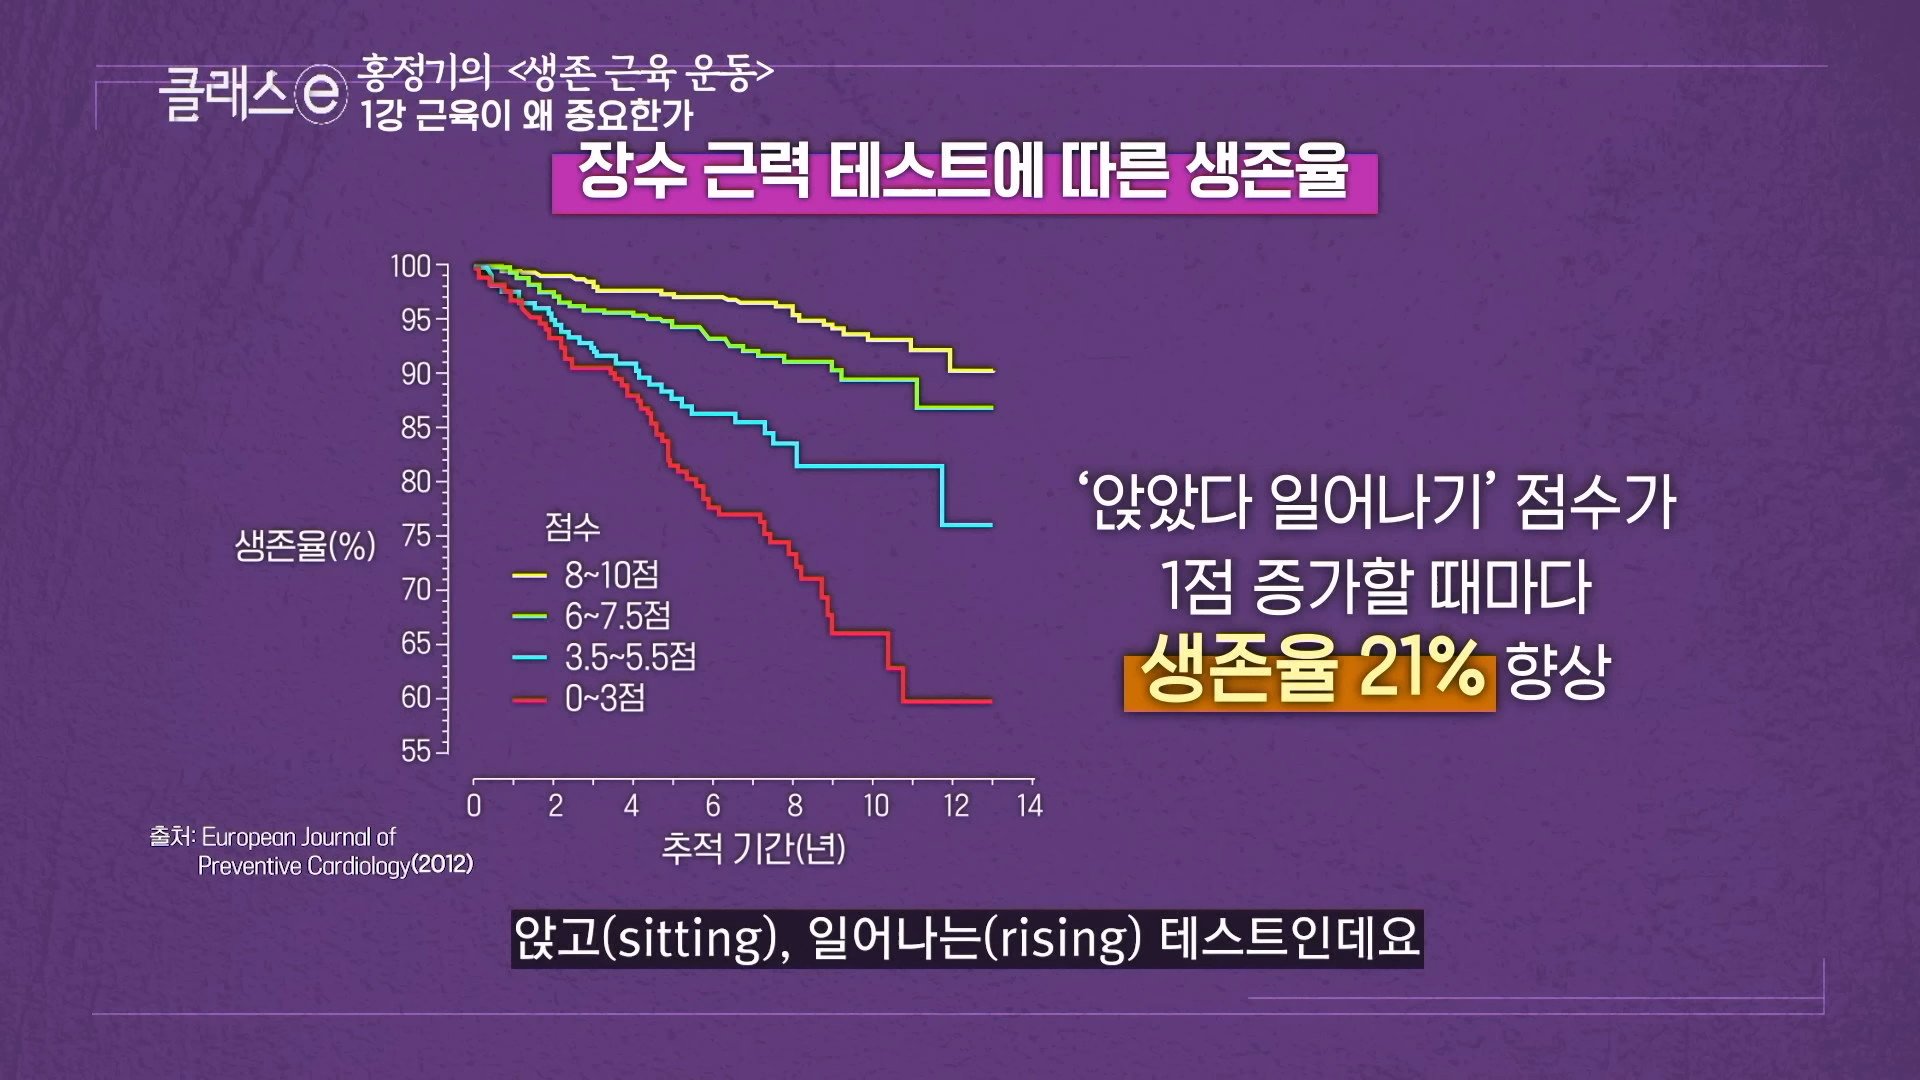 클래스e
홍정기의 <생존 근육 운동>
1강 근육이 왜 중요한가
장수 근력 테스트에 따른 생존율
100
95
90
85
80
75
70
65
60
55
생존율(%)
점수
8~10점
6~7.5점
3.5~5.5점
0~3점
0 2 4 6 8 10 12 14
추적 기간(년)
‘앉았다 일어나기’ 점수가
1점 증가할 때마다
생존율 21% 향상
출처: European Journal of
Preventive Cardiology(2012)
앉고(sitting), 일어나는(rising) 테스트인데요